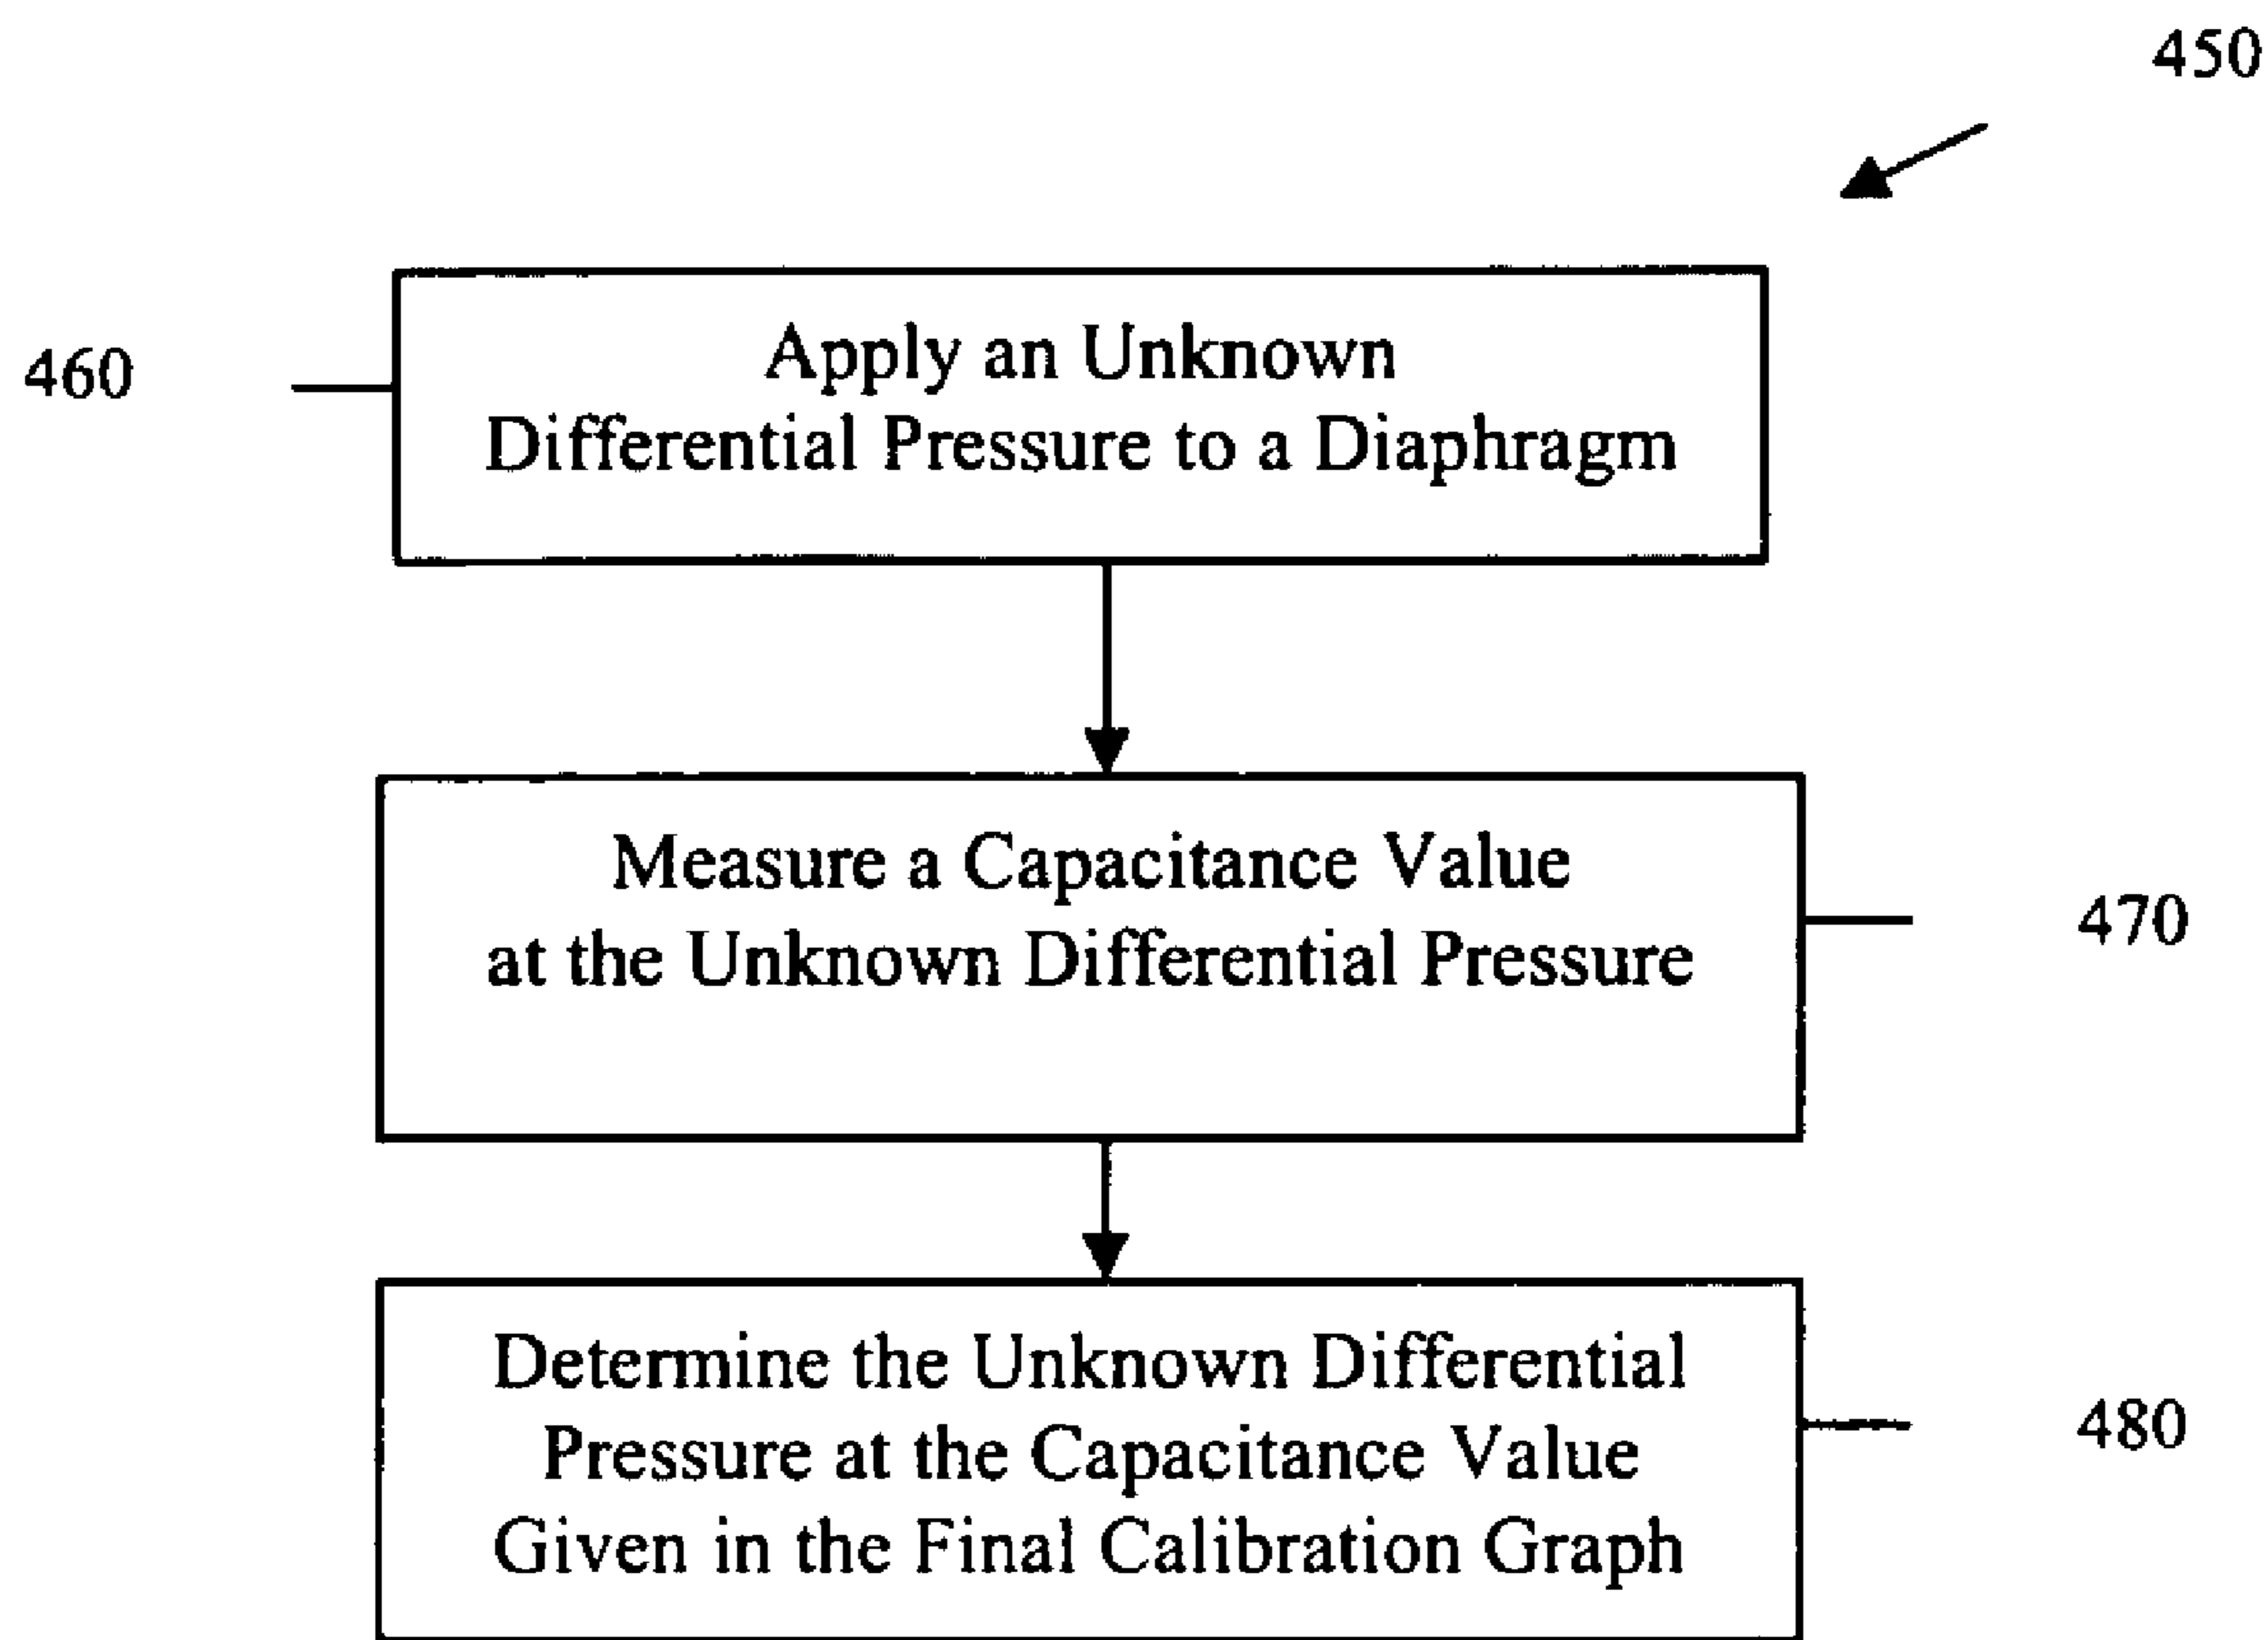 450
460
Apply an Unknown
Differential Pressure to a Diaphragm
Measure a Capacitance Value
at the Unknown Differential Pressure
470
Determine the Unknown Differential
Pressure at the Capacitance Value
Given in the Final Calibration Graph
480